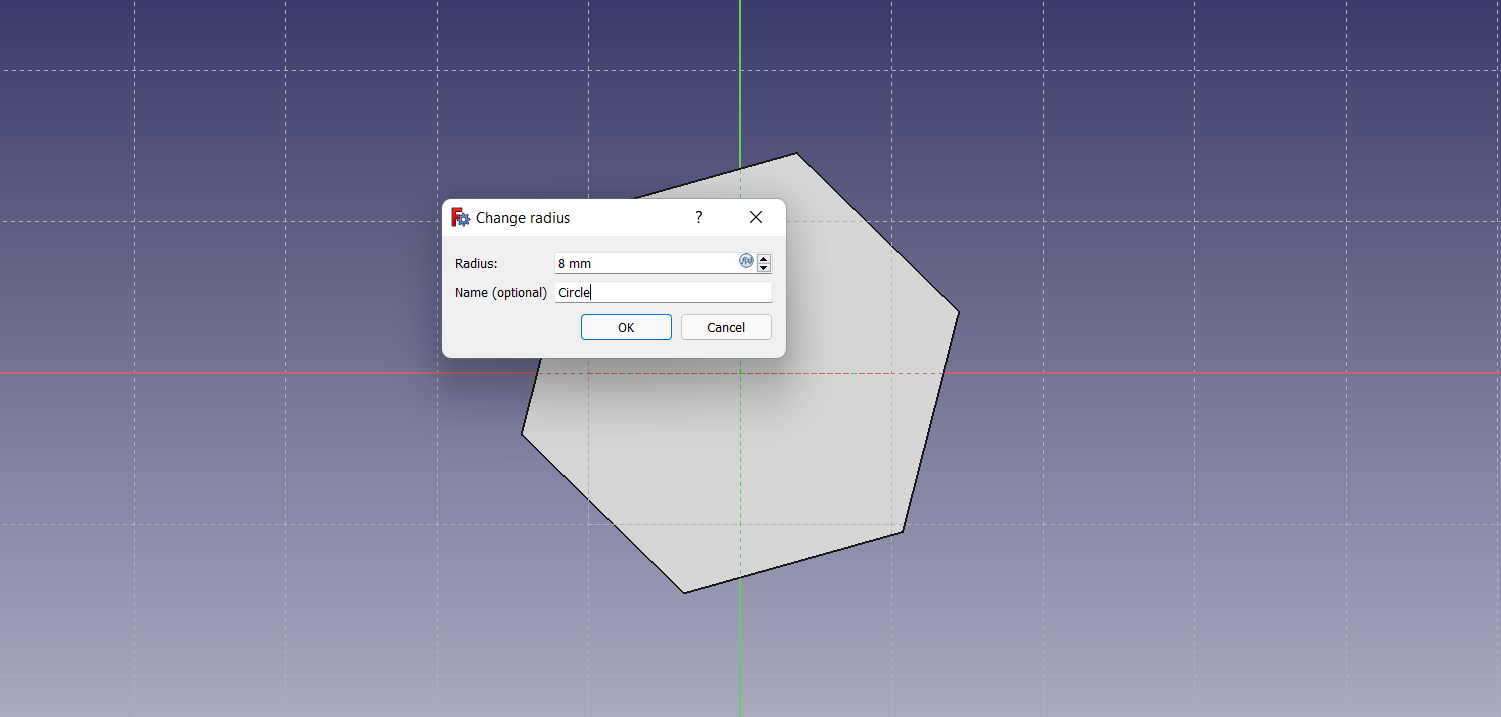 Change radius ?
Radius: 8 mm
Name (optional) Circle
OK Cancel